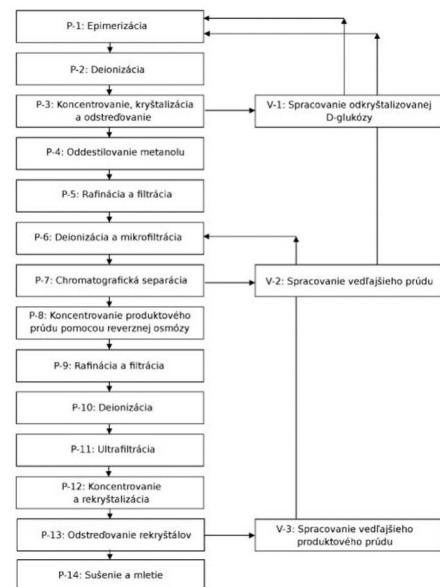 P-1: Epimerizácia
P-2: Deionizácia
P-3: Koncentrovanie, kryštalizácia
a odstreďovanie
V-1: Spracovanie odkryštalizovanej
D-glukózy
P-4: Oddestilovanie metanolu
P-5: Rafinácia a filtrácia
P-6: Deionizácia a mikrofiltrácia
P-7: Chromatografická separácia
V-2: Spracovanie vedľajšieho prúdu
P-8: Koncentrovanie produktového
prúdu pomocou reverznej osmózy
P-9: Rafinácia a filtrácia
P-10: Deionizácia
P-11: Ultrafiltrácia
P-12: Koncentrovanie
a rekryštalizácia
P-13: Odstreďovanie rekryštálov
V-3: Spracovanie vedľajšieho
produktového prúdu
P-14: Sušenie a mletie